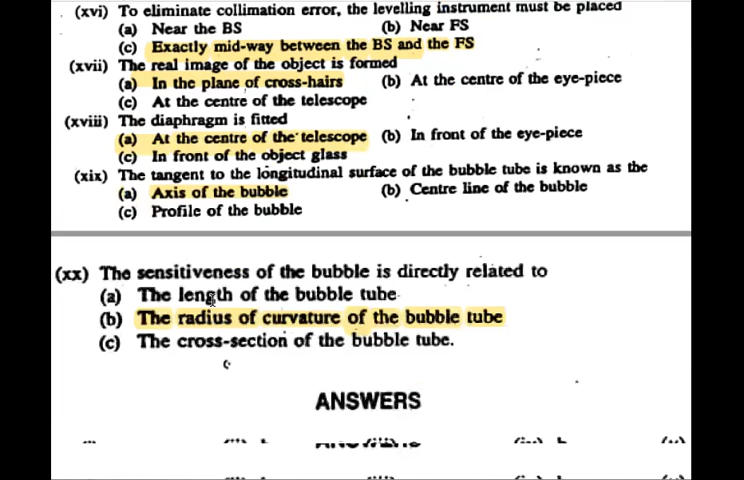 (xvi) To eliminate collimation error, the levelling instrument must be placed
(a) Near the BS (b) Near FS
(c) Exactly mid-way between the BS and the FS
(xvii) The real image of the object is formed
(a) In the plane of cross-hairs (b) At the centre of the eye-piece
(c) At the centre of the telescope
(xviii) The diaphragm is fitted
(a) At the centre of the telescope (b) In front of the eye-piece
(c) In front of the object glass
(xix) The tangent to the longitudinal surface of the bubble tube is known as the
(a) Axis of the bubble (b) Centre line of the bubble
(c) Profile of the bubble
(xx) The sensitiveness of the bubble is directly related to
(a) The length of the bubble tube
(b) The radius of curvature of the bubble tube
(c) The cross-section of the bubble tube.
ANSWERS